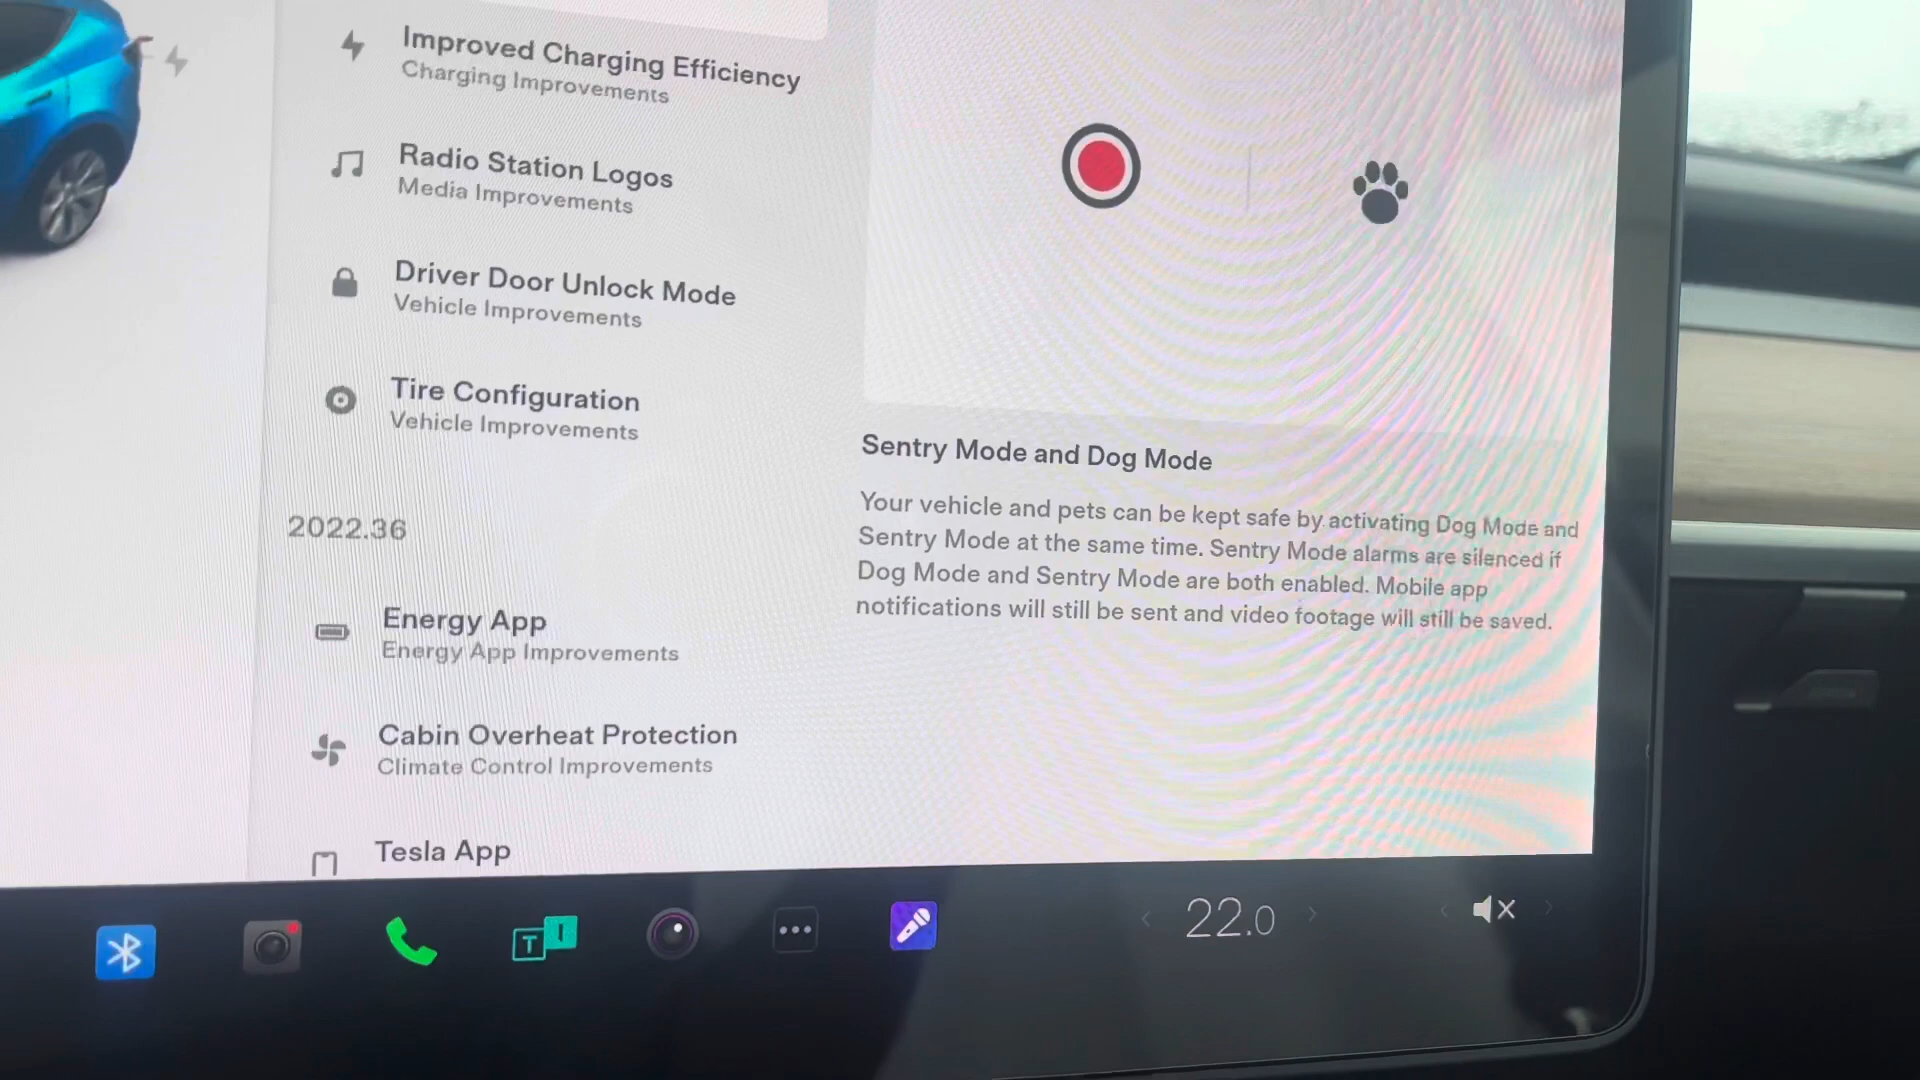 Improved Charging Efficiency
Charging Improvements
Radio Station Logos
Media Improvements
Driver Door Unlock Mode
Vehicle Improvements
Tire Configuration
Vehicle Improvements
2022.36
Energy App
Energy App Improvements
Cabin Overheat Protection
Climate Control Improvements
Tesla App
Sentry Mode and Dog Mode
Your vehicle and pets can be kept safe by activating Dog Mode and
Sentry Mode at the same time. Sentry Mode alarms are silenced if
Dog Mode and Sentry Mode are both enabled. Mobile app
notifications will still be sent and video footage will still be saved.
T
22.0